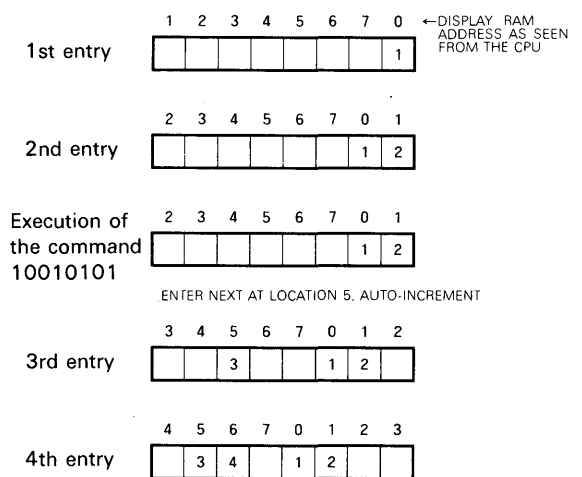 1 2 3 4 5 6 7 0 ←DISPLAY RAM
ADDRESS AS SEEN
FROM THE CPU
1st entry
1
2 3 4 5 6 7 0 1
2nd entry
1 2
2 3 4 5 6 7 0 1
Execution of
the command
10010101
1 2
ENTER NEXT AT LOCATION 5, AUTO-INCREMENT
3 4 5 6 7 0 1 2
3rd entry
3 1 2
4 5 6 7 0 1 2 3
4th entry
3 4 1 2